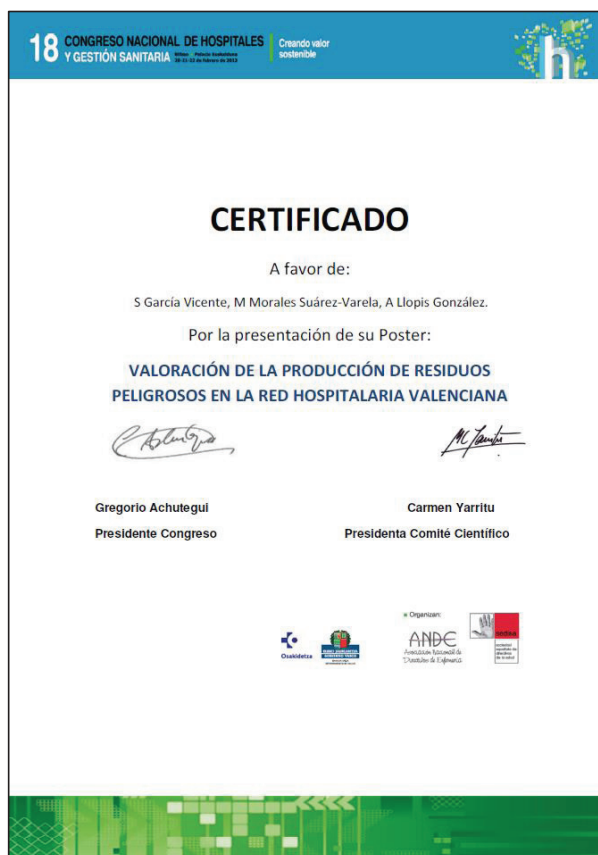 18 CONGRESO NACIONAL DE HOSPITALES
Y GESTIÓN SANITARIA
Creando valor
sostenible
h
CERTIFICADO
A favor de:
S García Vicente, M Morales Suárez-Varela, A Llopis González.
Por la presentación de su Poster:
VALORACIÓN DE LA PRODUCCIÓN DE RESIDUOS
PELIGROSOS EN LA RED HOSPITALARIA VALENCIANA
Gregorio Achutegui
Presidente Congreso
Carmen Yarritu
Presidenta Comité Científico
Organizan:
Osakidetza
ANDE
Asociación Nacional de
Directivos de Enfermería